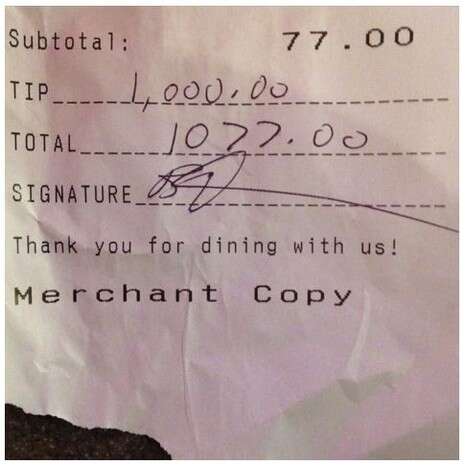 Subtotal: 77.00
TIP 1,000.00
TOTAL 1077.00
SIGNATURE
Thank you for dining with us!
Merchant Copy